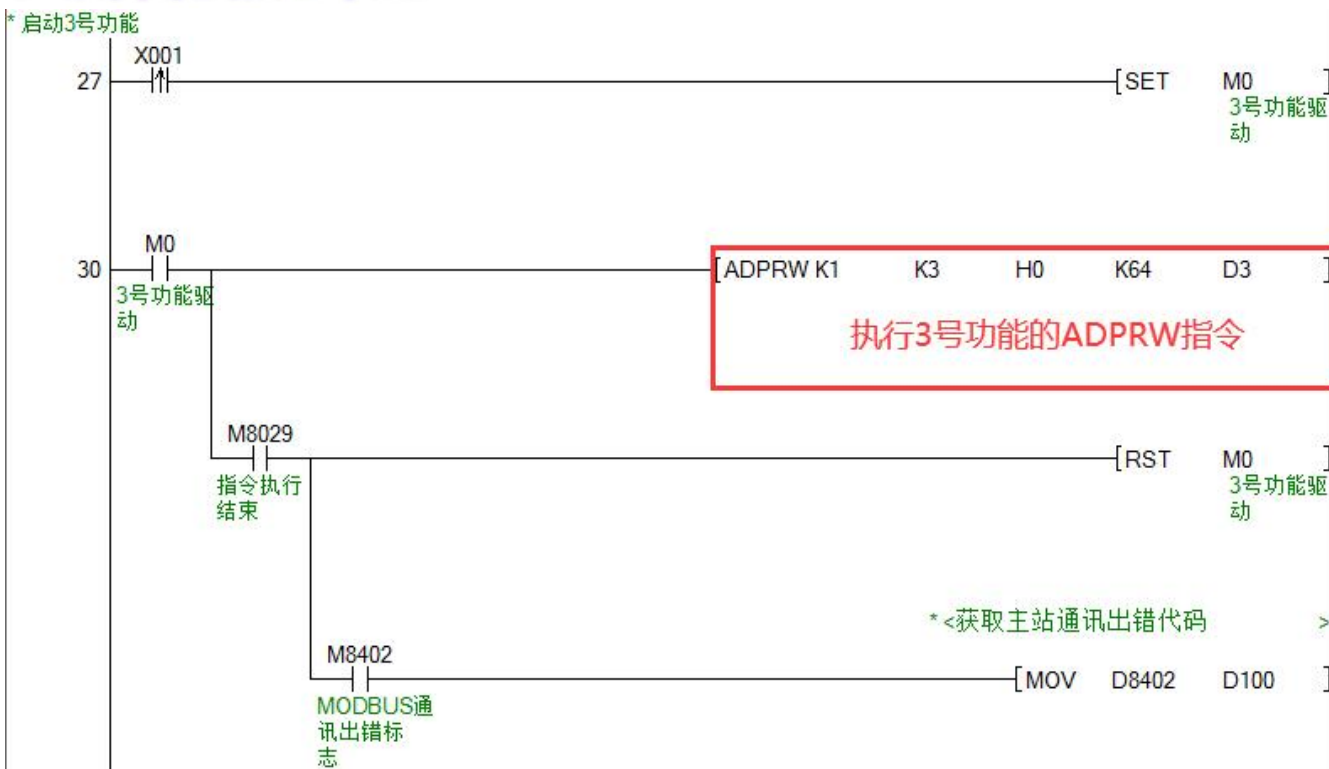 * 启动3号功能
X001
27
[SET M0 ]
3号功能驱
动
M0
30
[ADPRW K1 K3 H0 K64 D3 ]
3号功能驱
动
执行3号功能的ADPRW指令
M8029
[RST M0 ]
指令执行
结束
3号功能驱
动
*<获取主站通讯出错代码 >
M8402
[MOV D8402 D100 ]
MODBUS通
讯出错标
志